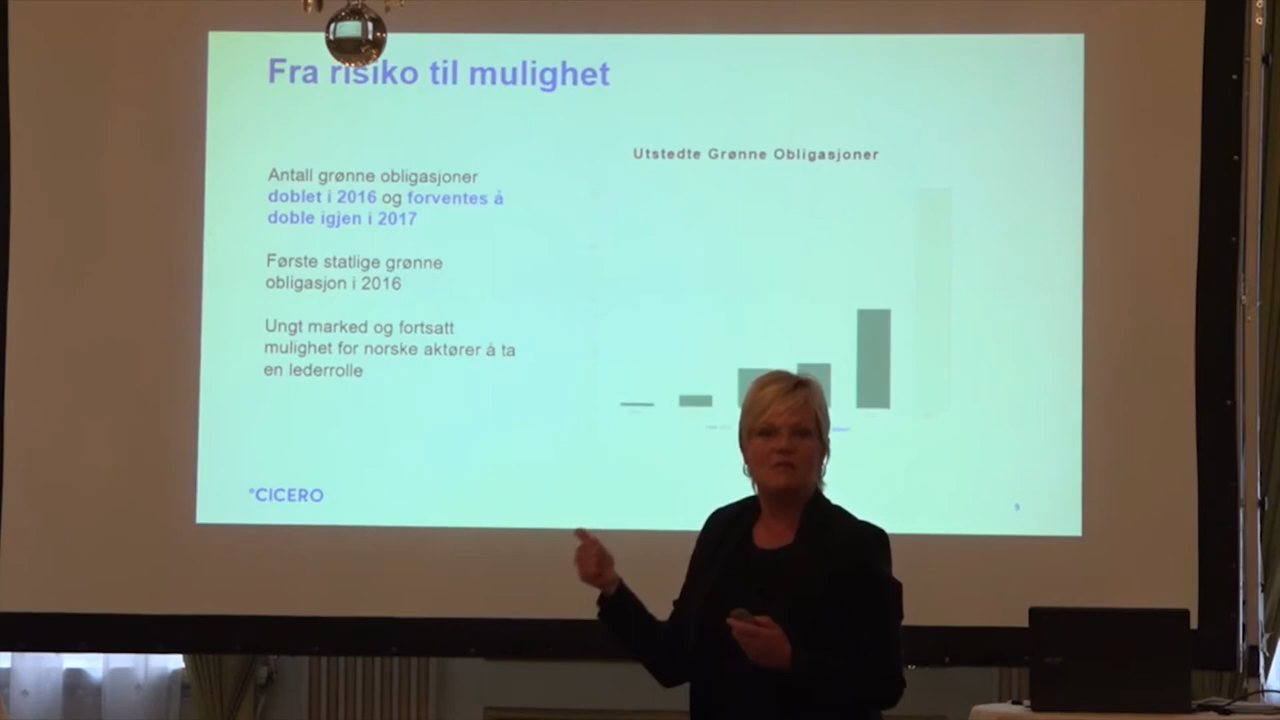 Fra risiko til mulighet
Utstedte Grønne Obligasjoner
Antall grønne obligasjoner
doblet i 2016 og forventes å
doble igjen i 2017
Første statlige grønne
obligasjon i 2016
Ungt marked og fortsatt
mulighet for norske aktører å ta
en lederrolle
°CICERO
9